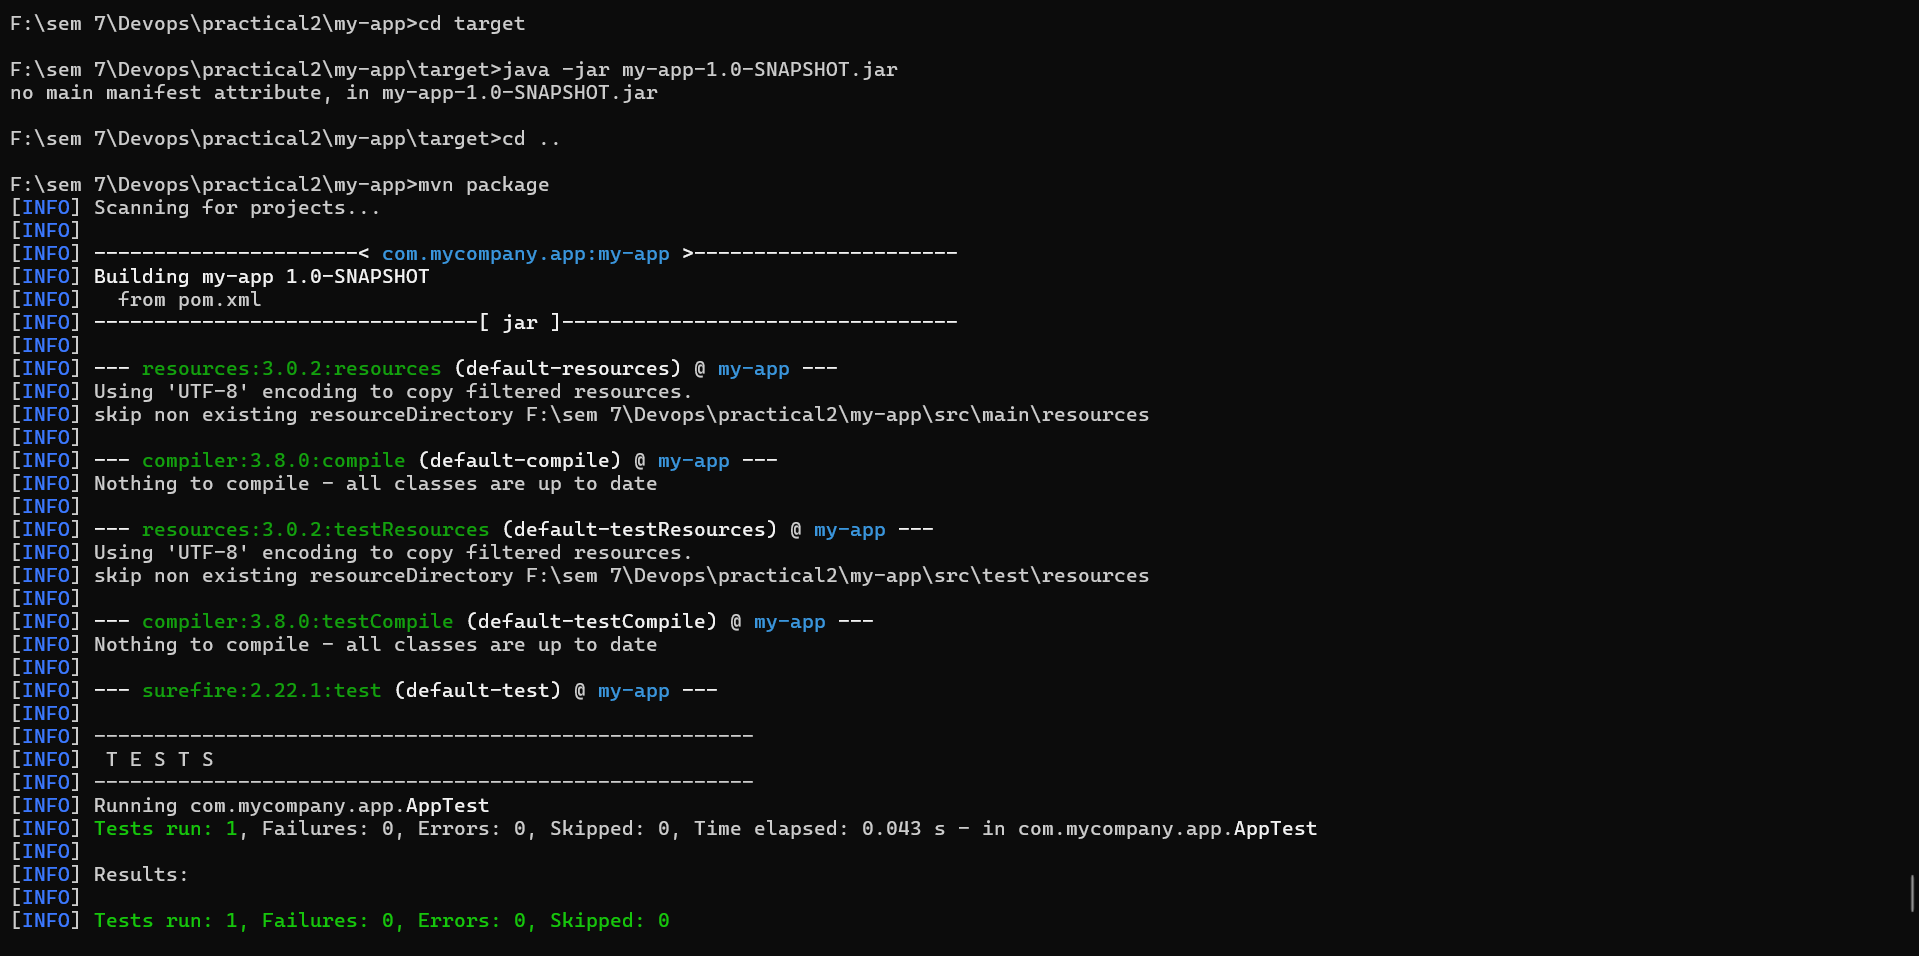 F:\sem 7\Devops\practical2\my-app>cd target
F:\sem 7\Devops\practical2\my-app\target>java -jar my-app-1.0-SNAPSHOT.jar
no main manifest attribute, in my-app-1.0-SNAPSHOT.jar
F:\sem 7\Devops\practical2\my-app\target>cd ..
F:\sem 7\Devops\practical2\my-app>mvn package
[INFO] Scanning for projects...
[INFO]
[INFO] ----------------------< com.mycompany.app:my-app >----------------------
[INFO] Building my-app 1.0-SNAPSHOT
[INFO]   from pom.xml
[INFO] --------------------------------[ jar ]---------------------------------
[INFO]
[INFO] --- resources:3.0.2:resources (default-resources) @ my-app ---
[INFO] Using 'UTF-8' encoding to copy filtered resources.
[INFO] skip non existing resourceDirectory F:\sem 7\Devops\practical2\my-app\src\main\resources
[INFO]
[INFO] --- compiler:3.8.0:compile (default-compile) @ my-app ---
[INFO] Nothing to compile - all classes are up to date
[INFO]
[INFO] --- resources:3.0.2:testResources (default-testResources) @ my-app ---
[INFO] Using 'UTF-8' encoding to copy filtered resources.
[INFO] skip non existing resourceDirectory F:\sem 7\Devops\practical2\my-app\src\test\resources
[INFO]
[INFO] --- compiler:3.8.0:testCompile (default-testCompile) @ my-app ---
[INFO] Nothing to compile - all classes are up to date
[INFO]
[INFO] --- surefire:2.22.1:test (default-test) @ my-app ---
[INFO]
[INFO] -------------------------------------------------------
[INFO]  T E S T S
[INFO] -------------------------------------------------------
[INFO] Running com.mycompany.app.AppTest
[INFO] Tests run: 1, Failures: 0, Errors: 0, Skipped: 0, Time elapsed: 0.043 s - in com.mycompany.app.AppTest
[INFO]
[INFO] Results:
[INFO]
[INFO] Tests run: 1, Failures: 0, Errors: 0, Skipped: 0